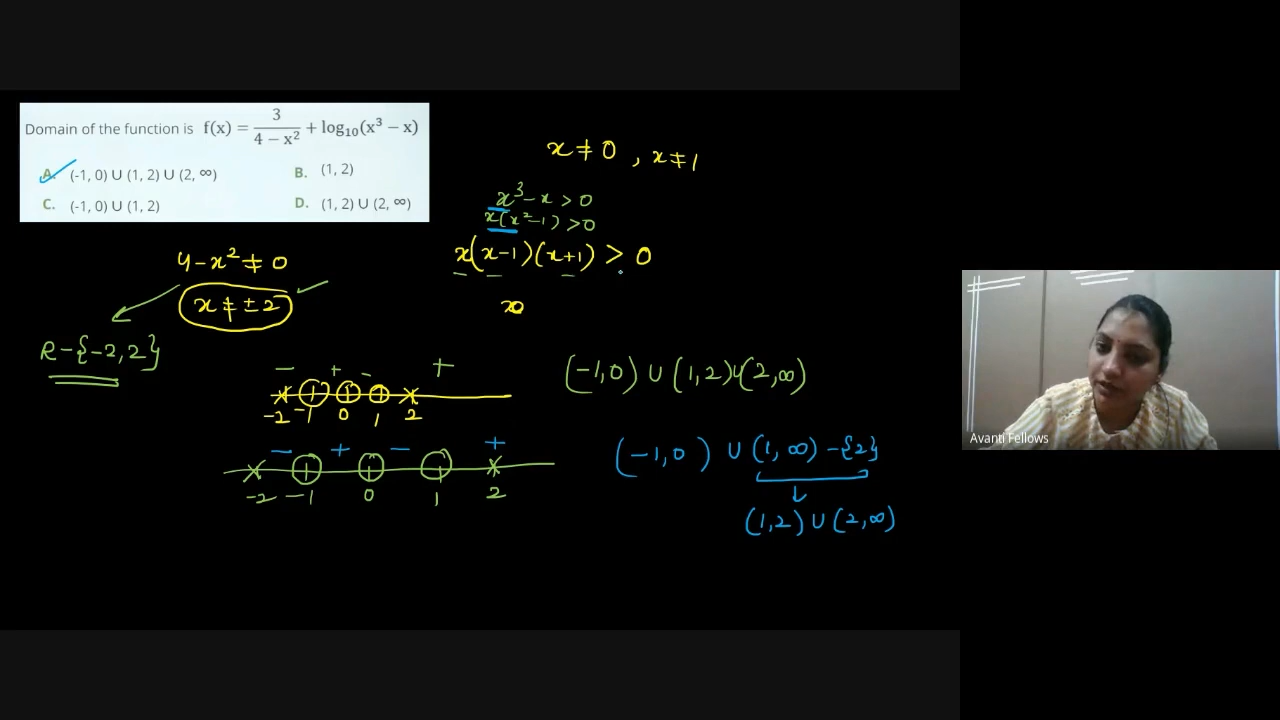 Domain of the function is f(x) = 3/(4 − x²) + log₁₀(x³ − x)
A. (-1, 0) ∪ (1, 2) ∪ (2, ∞)
B. (1, 2)
C. (-1, 0) ∪ (1, 2)
D. (1, 2) ∪ (2, ∞)
x ≠ 0 , x ≠ 1
x³ − x > 0
x(x² − 1) > 0
x(x−1)(x+1) > 0
4 − x² ≠ 0
x ≠ ± 2
R − {−2, 2}
− + − +
−2 −1 0 1 2
(−1, 0) ∪ (1, 2) ∪ (2, ∞)
− + − +
−2 −1 0 1 2
(−1, 0) ∪ (1, ∞) − {2}
(1, 2) ∪ (2, ∞)
Avanti Fellows